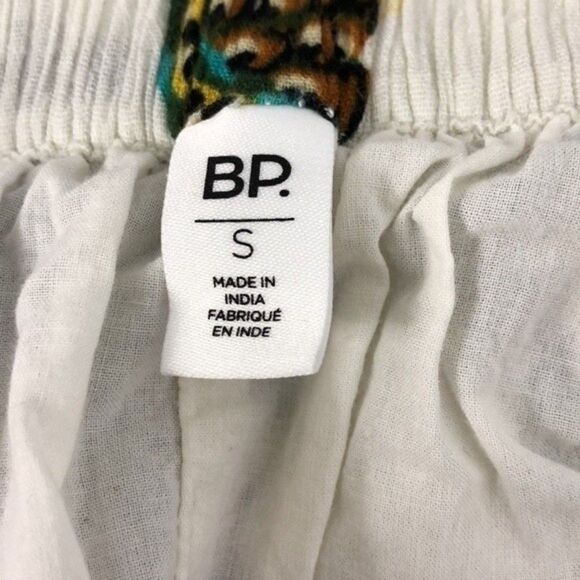 BP.
S
MADE IN
INDIA
FABRIQUÉ
EN INDE